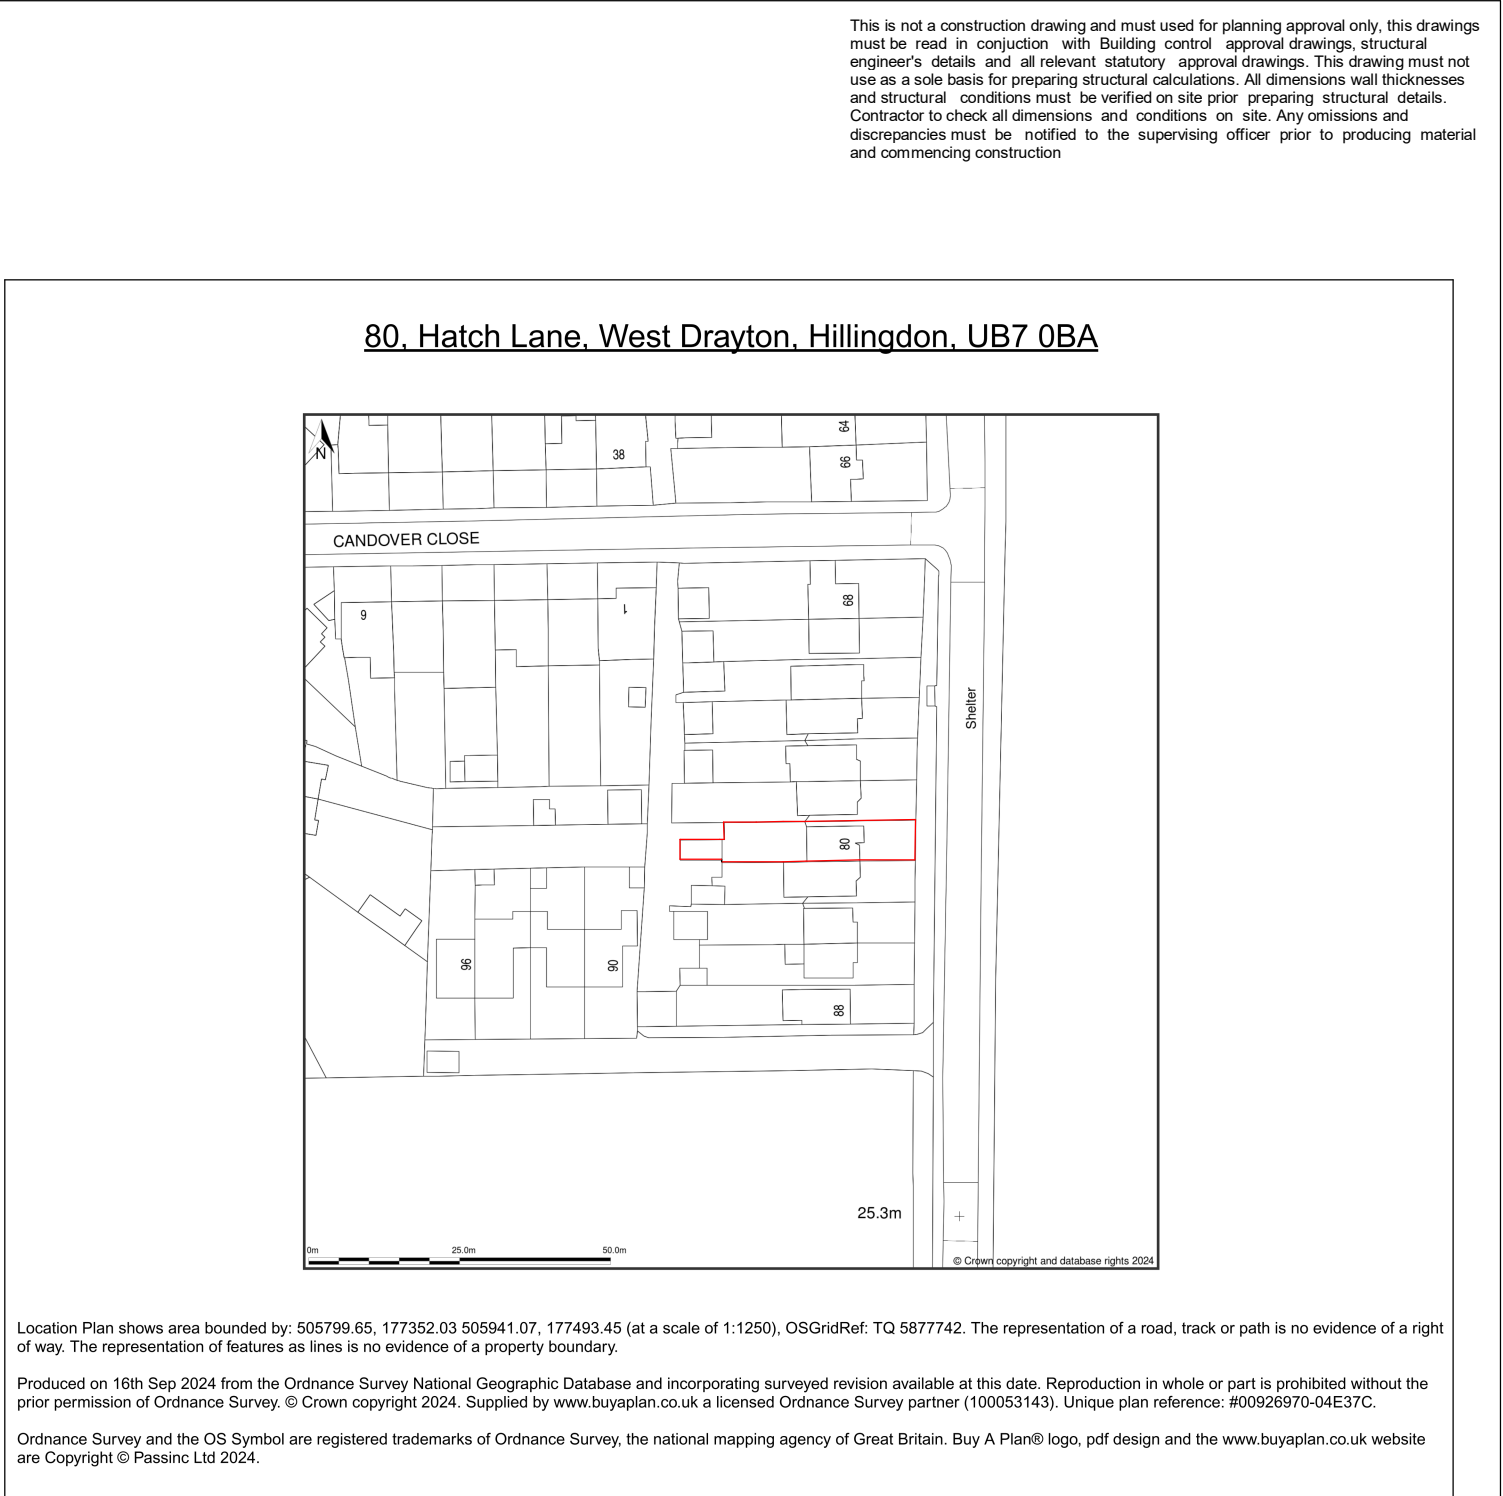 This is not a construction drawing and must used for planning approval only, this drawings
must be read in conjuction with Building control approval drawings, structural
engineer's details and all relevant statutory approval drawings. This drawing must not
use as a sole basis for preparing structural calculations. All dimensions wall thicknesses
and structural conditions must be verified on site prior preparing structural details.
Contractor to check all dimensions and conditions on site. Any omissions and
discrepancies must be notified to the supervising officer prior to producing material
and commencing construction
80, Hatch Lane, West Drayton, Hillingdon, UB7 0BA
64
N
38
66
CANDOVER CLOSE
9
1
68
Shelter
80
96
90
88
25.3m
0m 25.0m 50.0m
© Crown copyright and database rights 2024
Location Plan shows area bounded by: 505799.65, 177352.03 505941.07, 177493.45 (at a scale of 1:1250), OSGridRef: TQ 5877742. The representation of a road, track or path is no evidence of a right
of way. The representation of features as lines is no evidence of a property boundary.
Produced on 16th Sep 2024 from the Ordnance Survey National Geographic Database and incorporating surveyed revision available at this date. Reproduction in whole or part is prohibited without the
prior permission of Ordnance Survey. © Crown copyright 2024. Supplied by www.buyaplan.co.uk a licensed Ordnance Survey partner (100053143). Unique plan reference: #00926970-04E37C.
Ordnance Survey and the OS Symbol are registered trademarks of Ordnance Survey, the national mapping agency of Great Britain. Buy A Plan® logo, pdf design and the www.buyaplan.co.uk website
are Copyright © Passinc Ltd 2024.